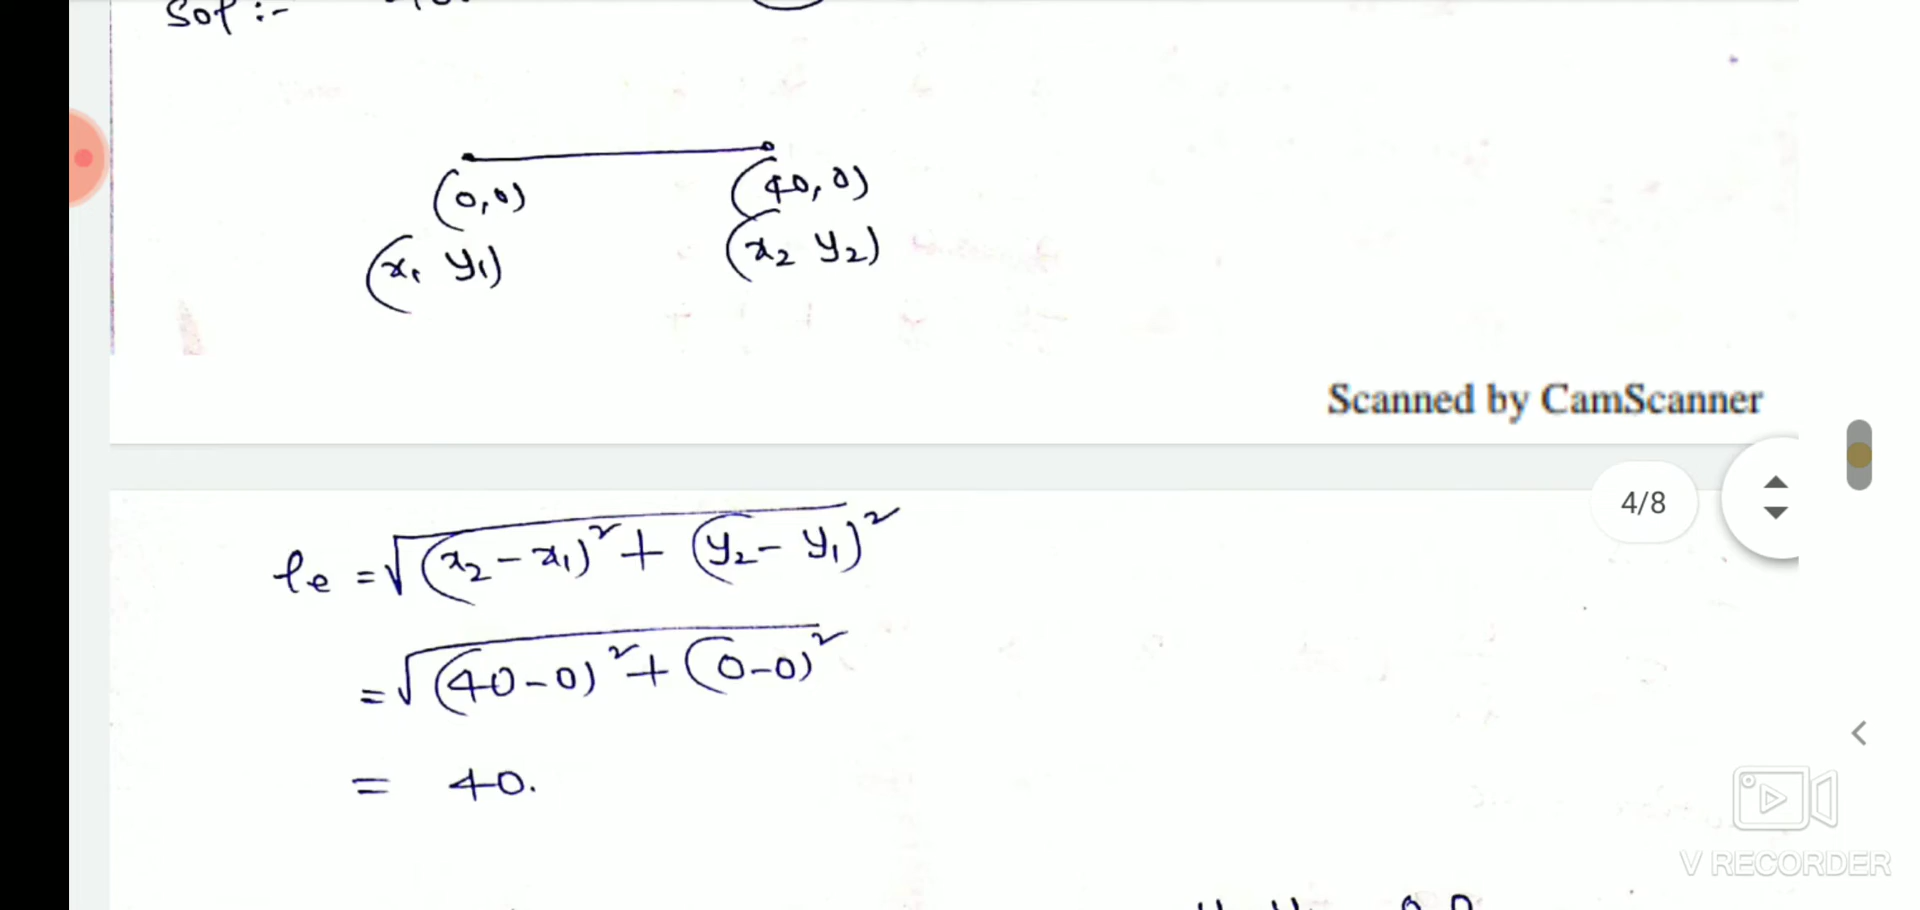 Sol :-
(0,0) (40,0)
(x₁ y₁) (x₂ y₂)
Scanned by CamScanner
4/8
le = √(x₂ - x₁)² + (y₂ - y₁)²
= √(40-0)² + (0-0)²
= 40.
V RECORDER